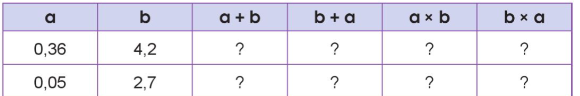 a b a + b b + a a × b b × a
0,36 4,2 ? ? ? ?
0,05 2,7 ? ? ? ?